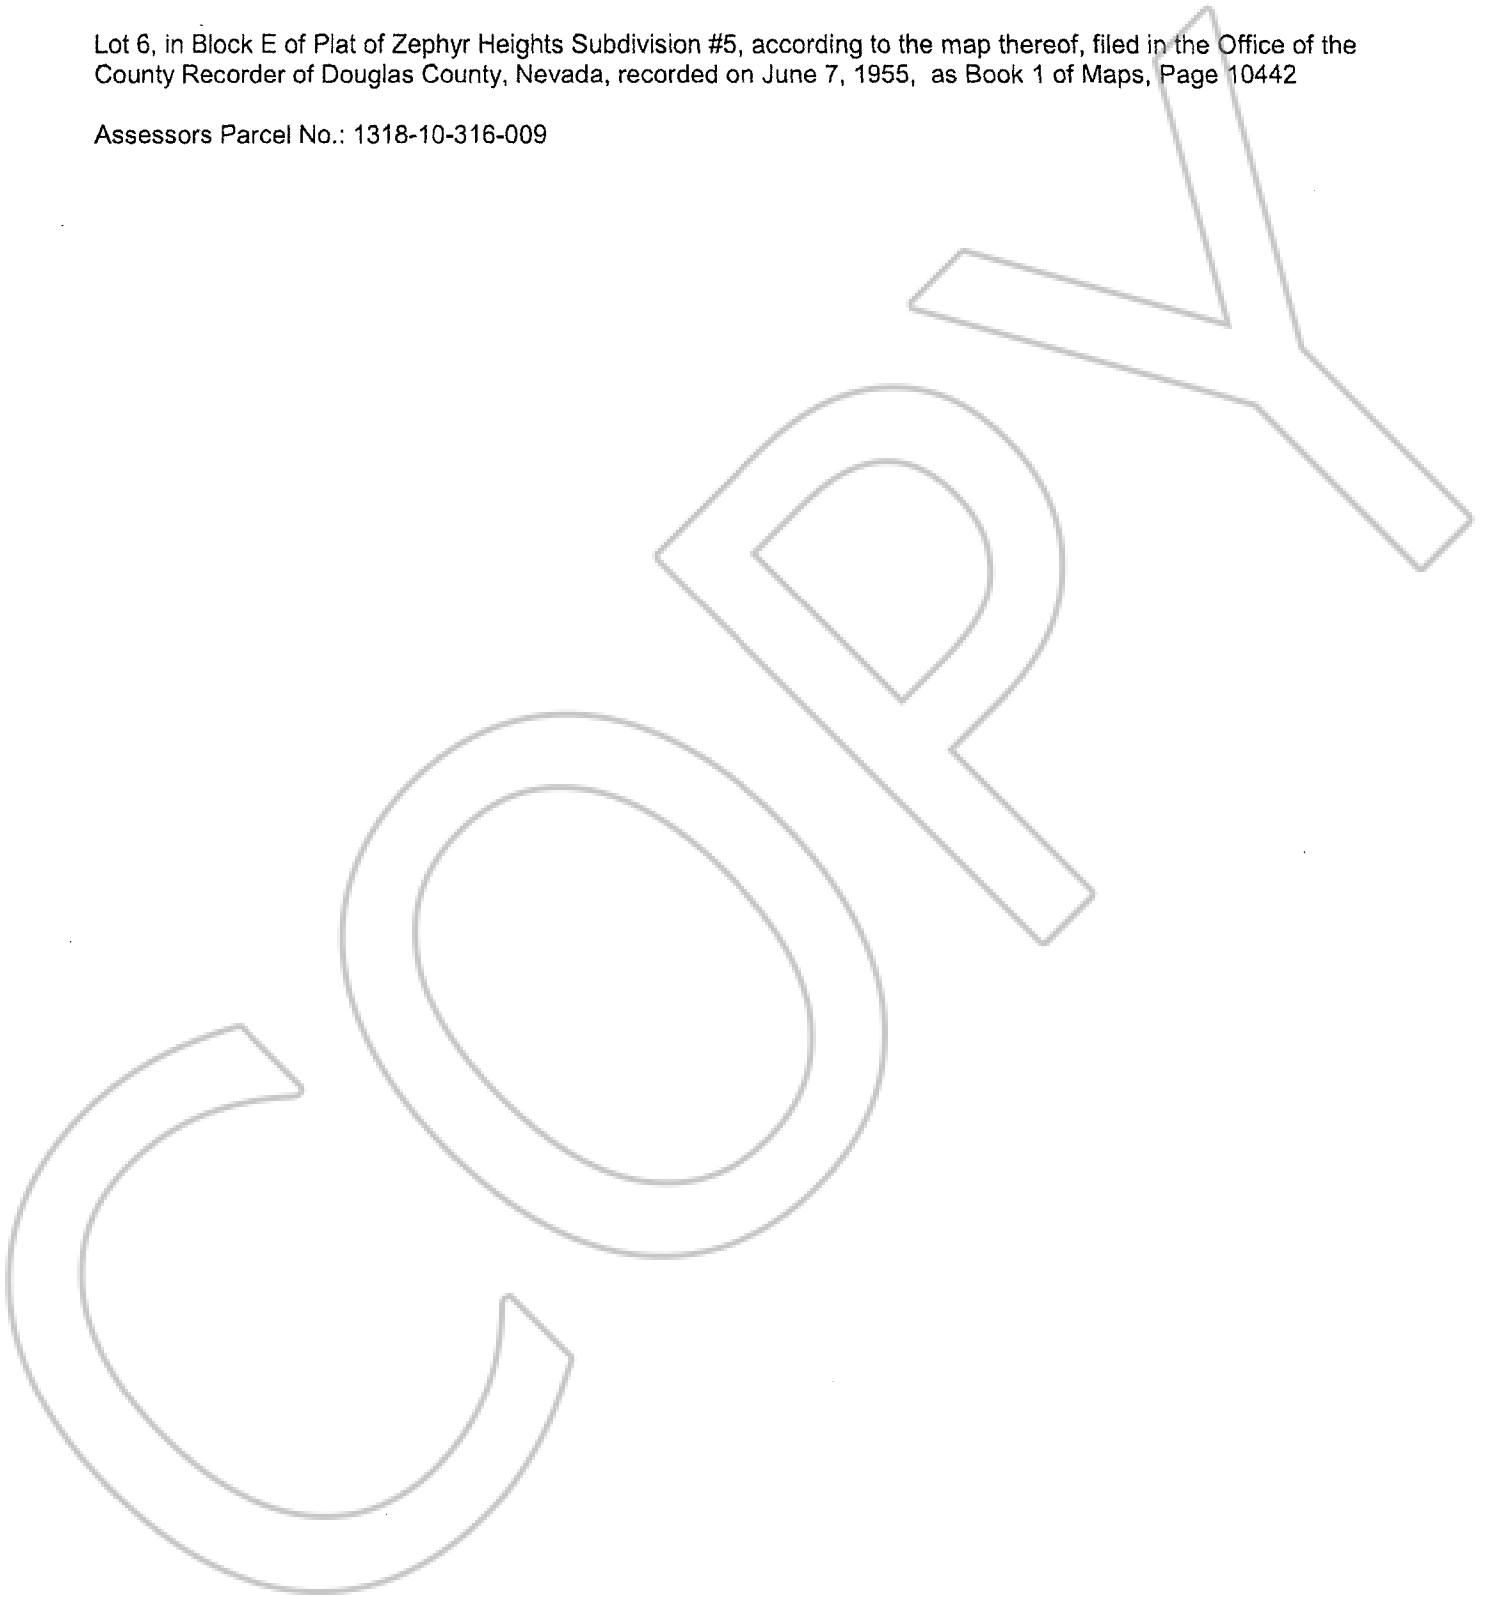 Lot 6, in Block E of Plat of Zephyr Heights Subdivision #5, according to the map thereof, filed in the Office of the
County Recorder of Douglas County, Nevada, recorded on June 7, 1955,  as Book 1 of Maps, Page 10442
Assessors Parcel No.: 1318-10-316-009
COPY